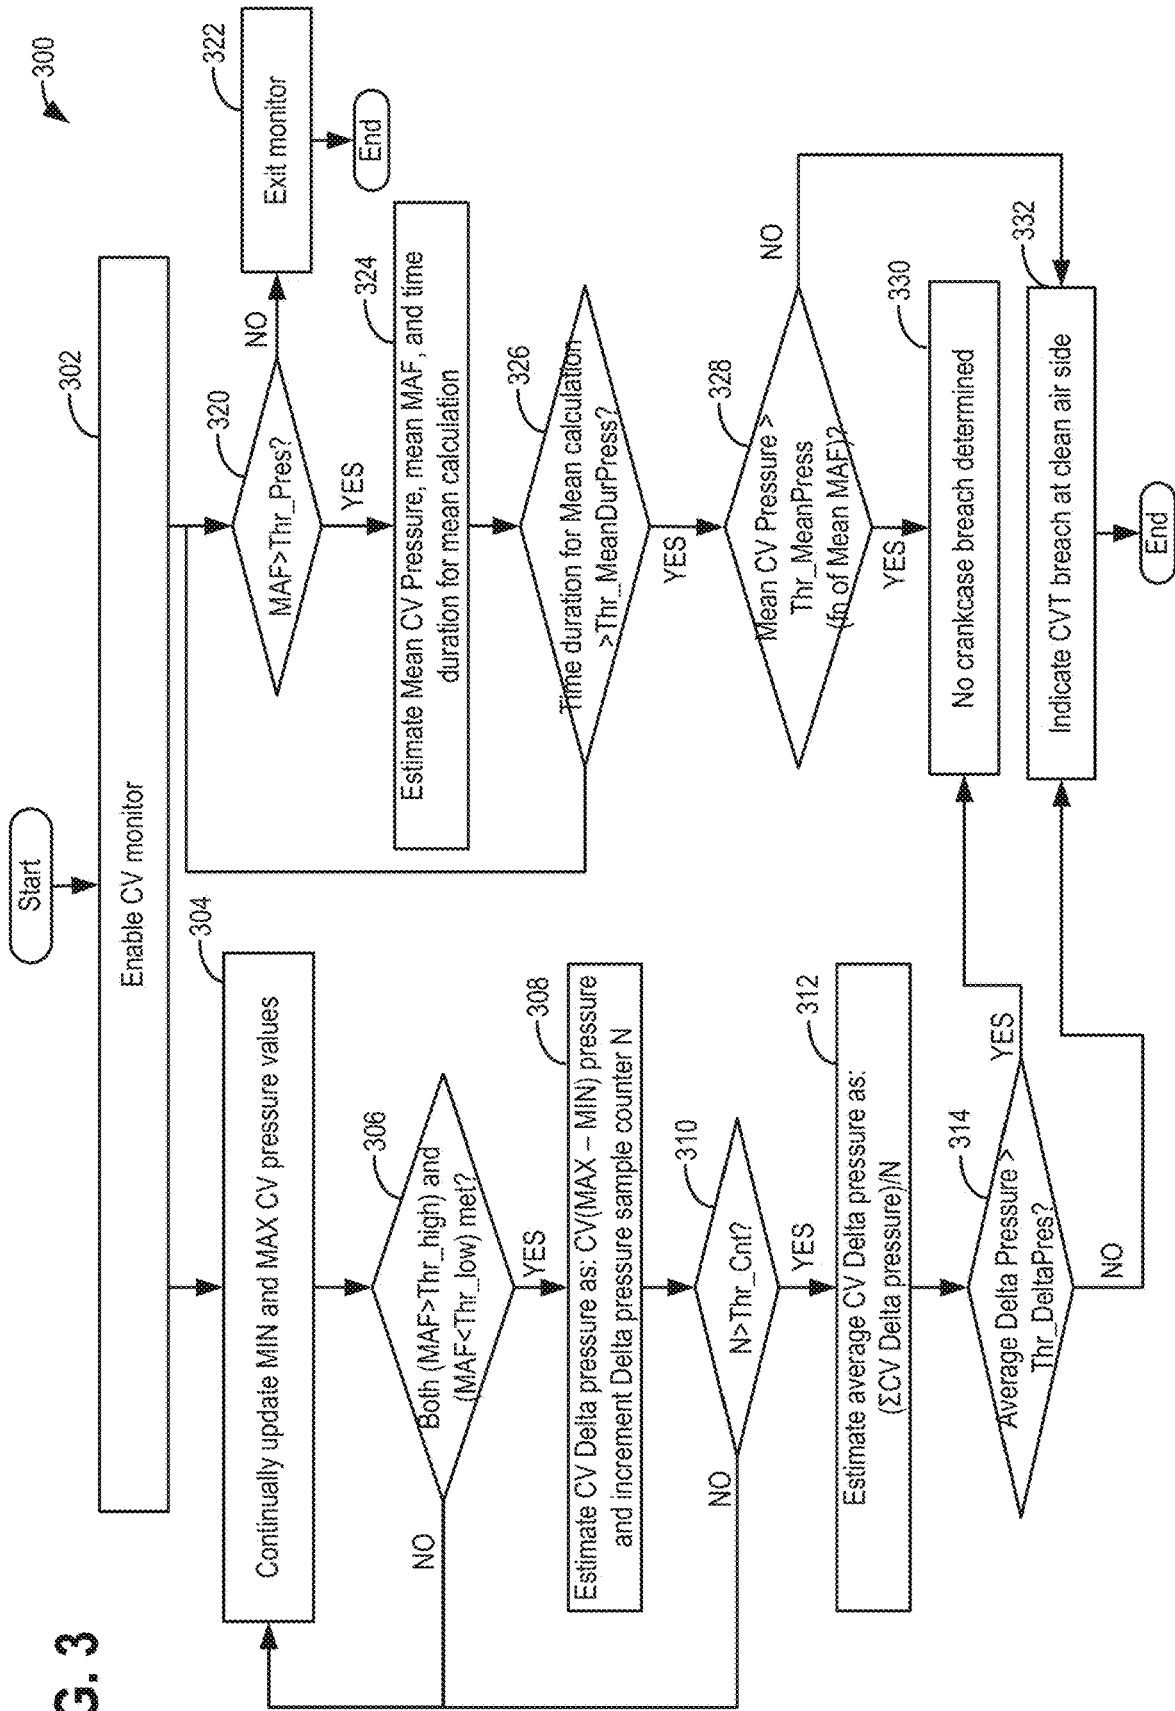 G. 3
300
Start
Enable CV monitor
302
Continually update MIN and MAX CV pressure values
304
Both (MAF>Thr_high) and
(MAF<Thr_low) met?
306
NO
YES
Estimate CV Delta pressure as: CV(MAX – MIN) pressure
and increment Delta pressure sample counter N
308
N>Thr_Cnt?
310
NO
YES
Estimate average CV Delta pressure as:
(ΣCV Delta pressure)/N
312
Average Delta Pressure >
Thr_DeltaPres?
314
YES
NO
MAF>Thr_Pres?
320
NO
YES
Exit monitor
322
End
Estimate Mean CV Pressure, mean MAF, and time
duration for mean calculation
324
Time duration for Mean calculation
>Thr_MeanDurPress?
326
YES
Mean CV Pressure >
Thr_MeanPress
(fn of Mean MAF)?
328
NO
YES
No crankcase breach determined
330
Indicate CVT breach at clean air side
332
End